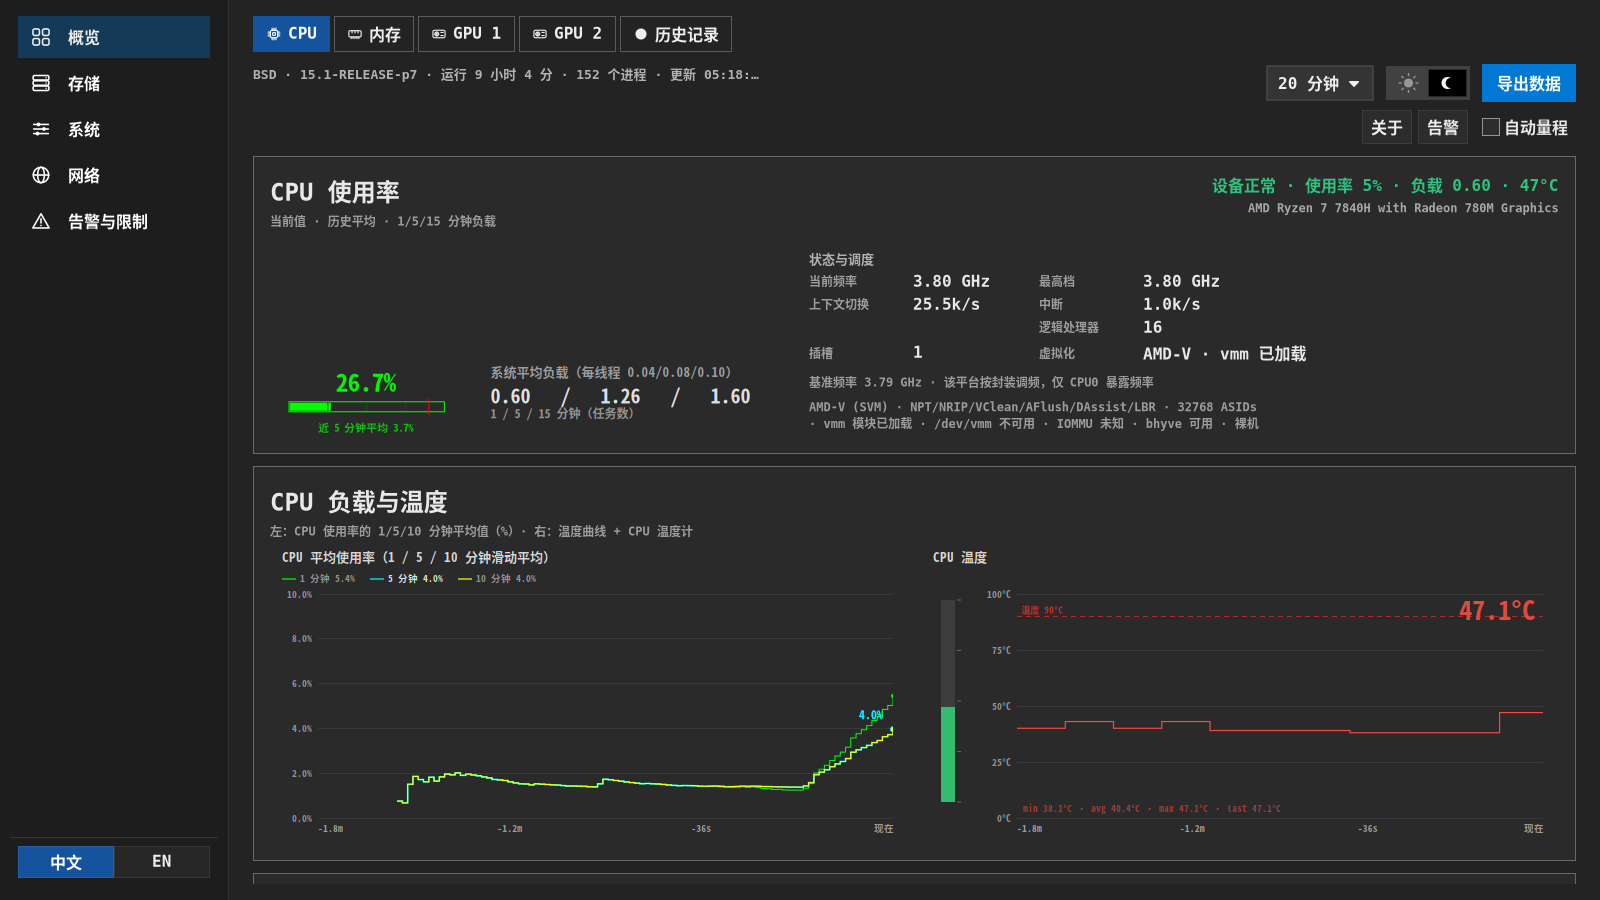 概览
存储
系统
网络
告警与限制
中文 EN
CPU 内存 GPU 1 GPU 2 历史记录
BSD · 15.1-RELEASE-p7 · 运行 9 小时 4 分 · 152 个进程 · 更新 05:18:…
20 分钟 导出数据
关于 告警 自动量程
CPU 使用率
当前值 · 历史平均 · 1/5/15 分钟负载
设备正常 · 使用率 5% · 负载 0.60 · 47°C
AMD Ryzen 7 7840H with Radeon 780M Graphics
26.7%
近 5 分钟平均 3.7%
系统平均负载（每线程 0.04/0.08/0.10）
0.60 / 1.26 / 1.60
1 / 5 / 15 分钟（任务数）
状态与调度
当前频率 3.80 GHz 最高档 3.80 GHz
上下文切换 25.5k/s 中断 1.0k/s
逻辑处理器 16
插槽 1 虚拟化 AMD-V · vmm 已加载
基准频率 3.79 GHz · 该平台按封装调频，仅 CPU0 暴露频率
AMD-V (SVM) · NPT/NRIP/VClean/AFlush/DAssist/LBR · 32768 ASIDs
· vmm 模块已加载 · /dev/vmm 不可用 · IOMMU 未知 · bhyve 可用 · 裸机
CPU 负载与温度
左: CPU 使用率的 1/5/10 分钟平均值（%）· 右: 温度曲线 + CPU 温度计
CPU 平均使用率（1 / 5 / 10 分钟滑动平均）
1 分钟 5.4% 5 分钟 4.0% 10 分钟 4.0%
10.0%
8.0%
6.0%
4.0%
2.0%
0.0%
4.0%
-1.8m -1.2m -36s 现在
CPU 温度
100°C
75°C
50°C
25°C
0°C
温度 90°C
47.1°C
min 38.1°C · avg 40.4°C · max 47.1°C · last 47.1°C
-1.8m -1.2m -36s 现在